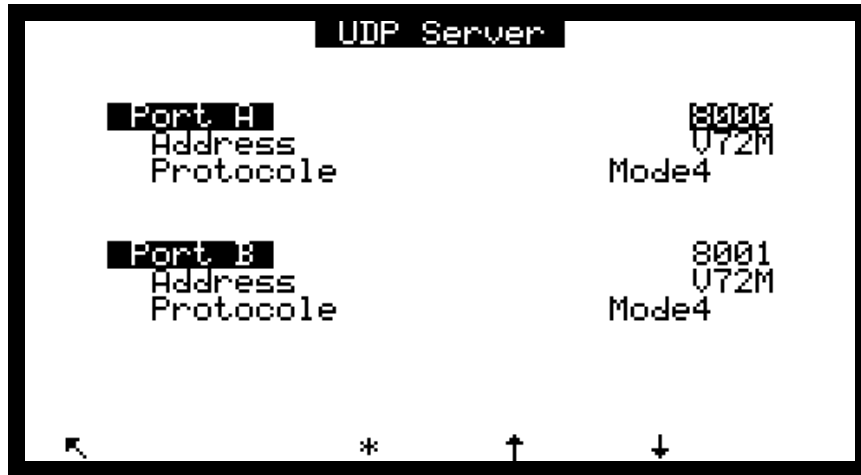 UDP Server
Port A 8000
Address V72M
Protocole Mode4
Port B 8001
Address V72M
Protocole Mode4
↖ * ↑ ↓